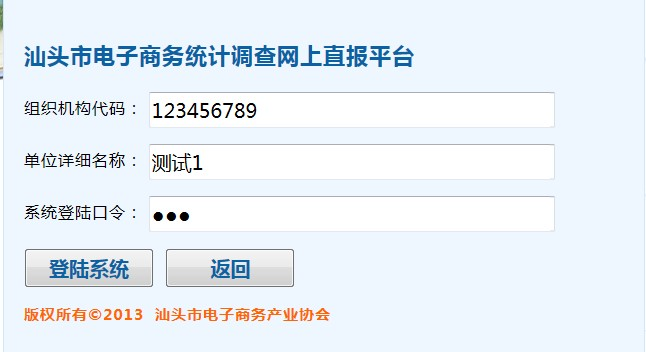 汕头市电子商务统计调查网上直报平台
组织机构代码： 123456789
单位详细名称： 测试1
系统登陆口令： ●●●
登陆系统 返回
版权所有©2013 汕头市电子商务产业协会